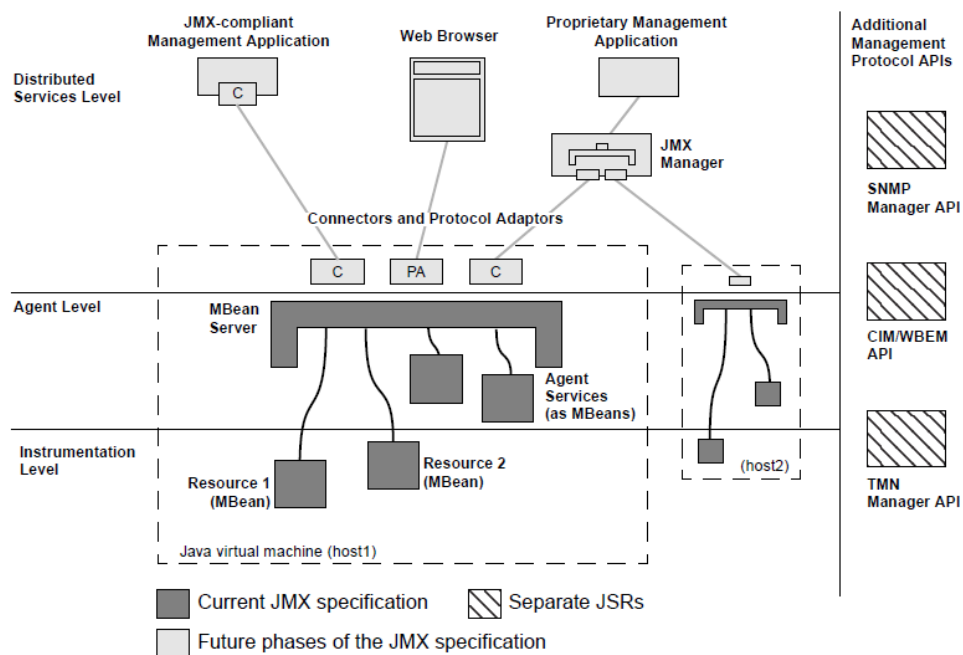 JMX-compliant
Management Application
Web Browser
Proprietary Management
Application
Additional
Management
Protocol APIs
Distributed
Services Level
C
JMX
Manager
SNMP
Manager API
Connectors and Protocol Adaptors
C
PA
C
Agent Level
MBean
Server
CIM/WBEM
API
Agent
Services
(as MBeans)
Instrumentation
Level
Resource 1
(MBean)
Resource 2
(MBean)
(host2)
TMN
Manager API
Java virtual machine (host1)
Current JMX specification
Separate JSRs
Future phases of the JMX specification